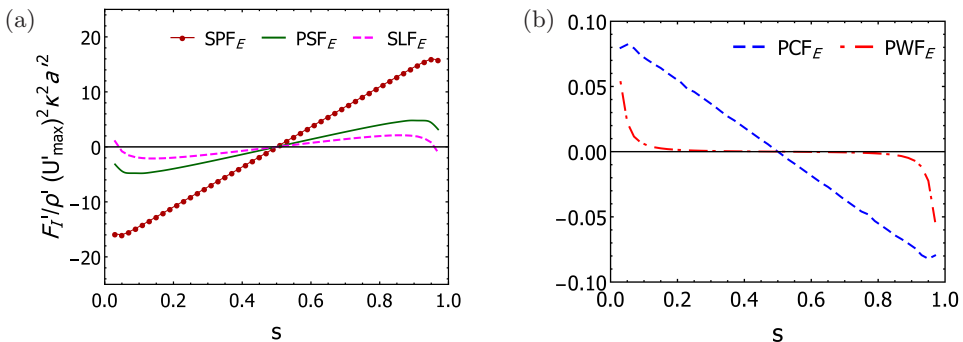 (a)
SPF_E PSF_E SLF_E
F_I'/ρ' (U'_max)^2 κ^2 a'^2
20
10
0
−10
−20
0.0 0.2 0.4 0.6 0.8 1.0
s
(b)
PCF_E PWF_E
0.10
0.05
0.00
−0.05
−0.10
0.0 0.2 0.4 0.6 0.8 1.0
s